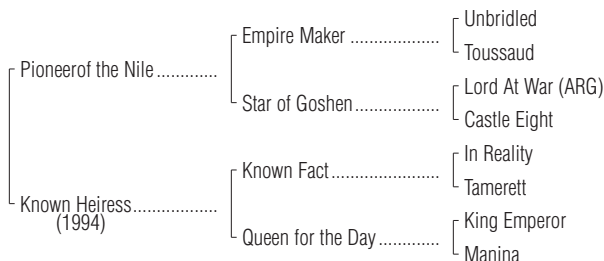 Unbridled
Empire Maker ...................
Toussaud
Pioneerof the Nile .............
Lord At War (ARG)
Star of Goshen..................
Castle Eight
In Reality
Known Fact.......................
Tamerett
Known Heiress..................
(1994)
King Emperor
Queen for the Day .............
Manina